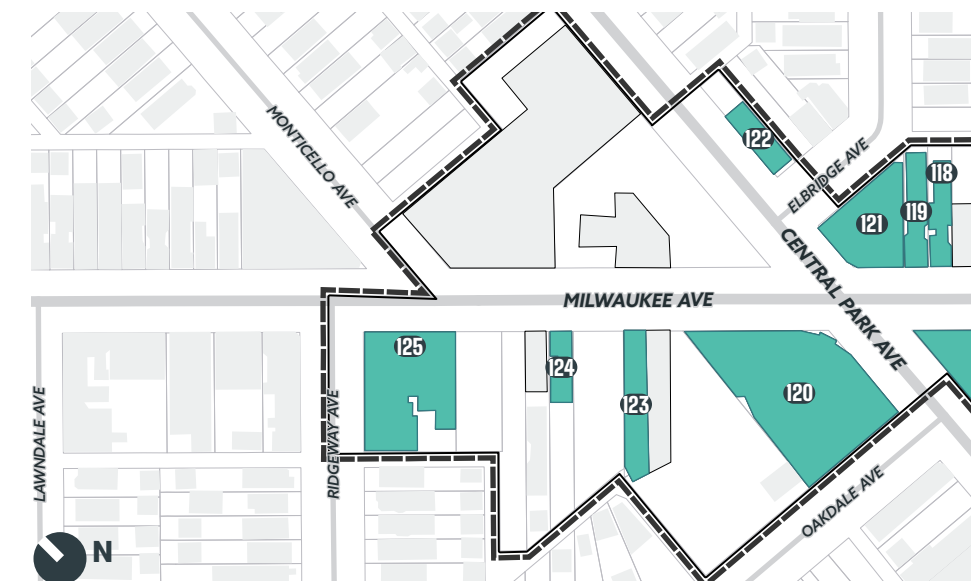 MONTICELLO AVE
122
ELBRIDGE AVE
118
119
121
CENTRAL PARK AVE
MILWAUKEE AVE
125
124
123
120
LAWNDALE AVE
RIDGEWAY AVE
OAKDALE AVE
N